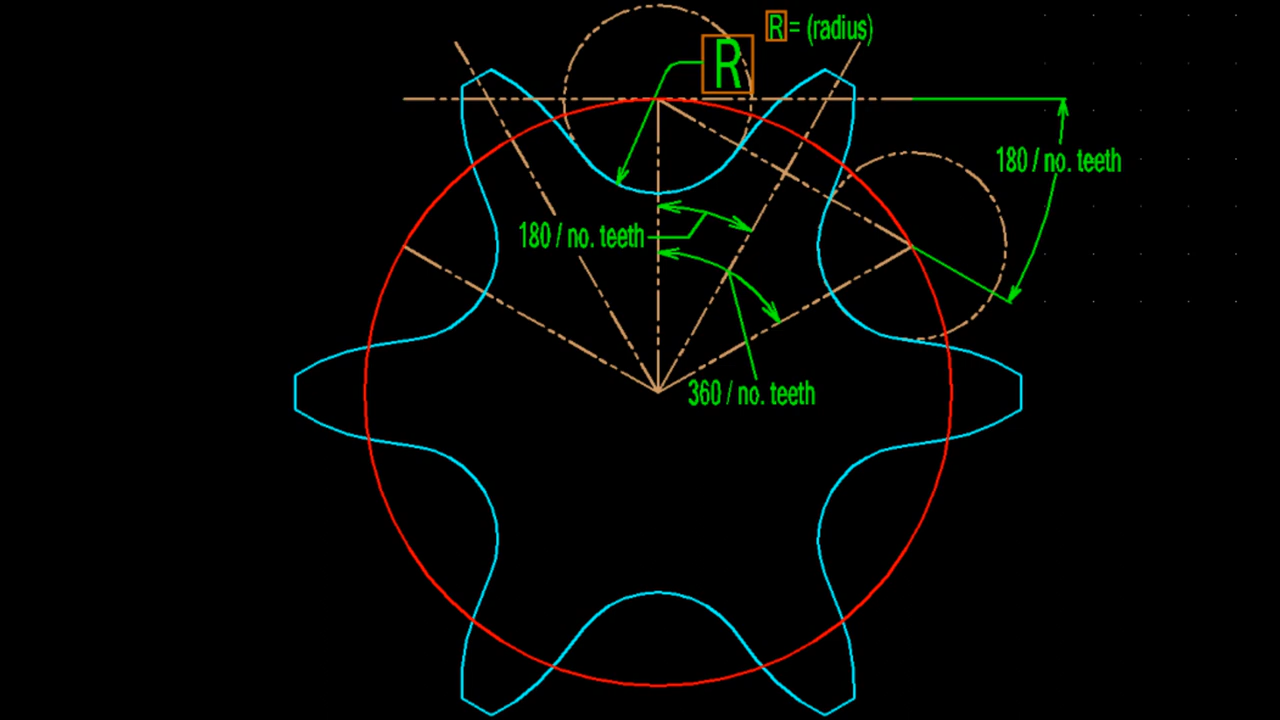 R = (radius)
R
180 / no. teeth
180 / no. teeth
360 / no. teeth